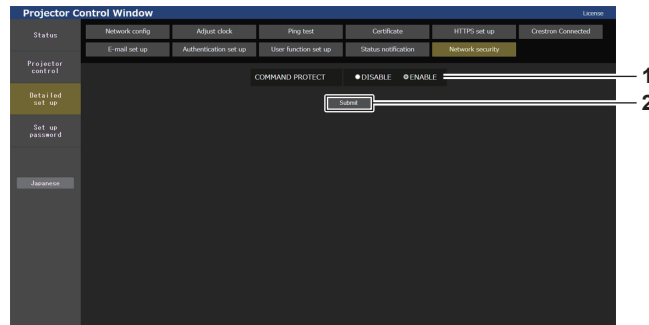 Projector Control Window
License
Status
Network config
Adjust clock
Ping test
Certificate
HTTPS set up
Crestron Connected
E-mail set up
Authentication set up
User function set up
Status notification
Network security
Projector
control
COMMAND PROTECT
DISABLE ENABLE
1
Detailed
set up
Submit
2
Set up
password
Japanese